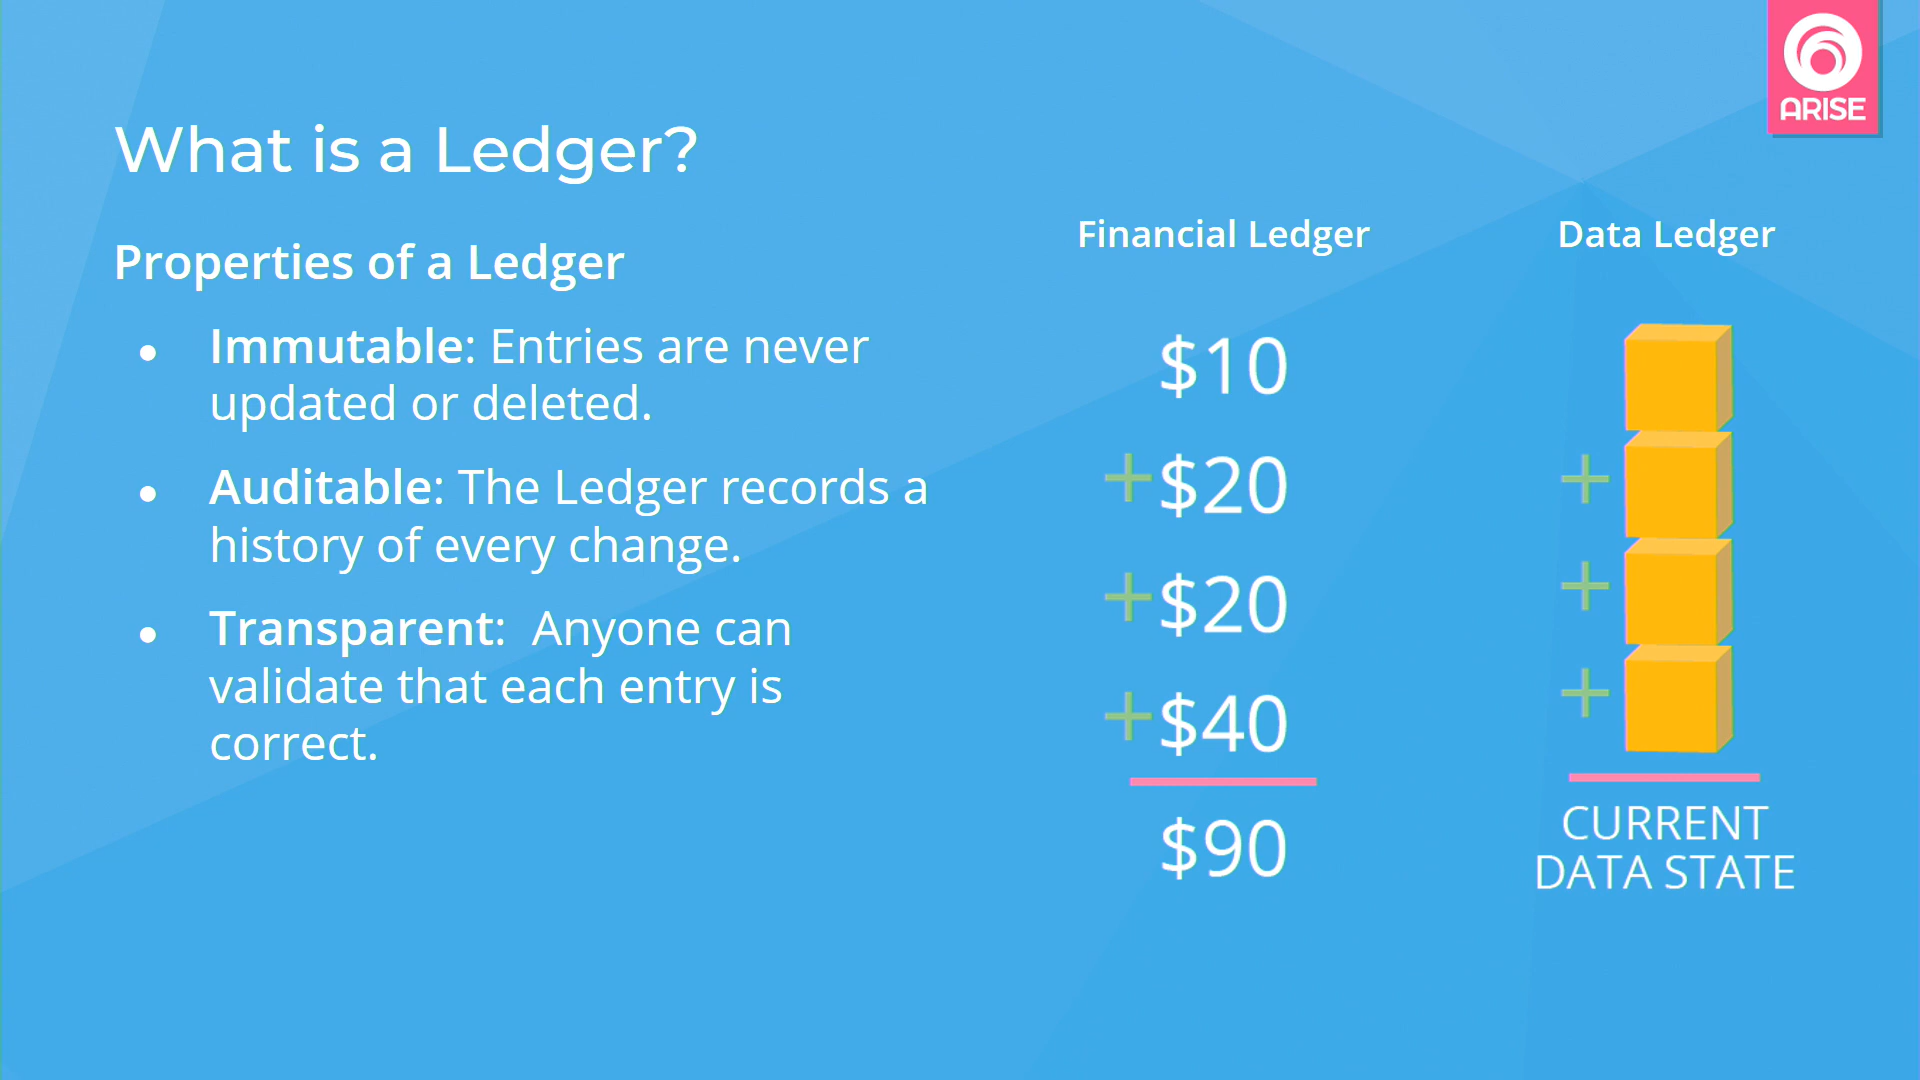 ARISE
What is a Ledger?
Properties of a Ledger
● Immutable: Entries are never
updated or deleted.
● Auditable: The Ledger records a
history of every change.
● Transparent:  Anyone can
validate that each entry is
correct.
Financial Ledger
$10
+$20
+$20
+$40
$90
Data Ledger
+
+
+
CURRENT
DATA STATE